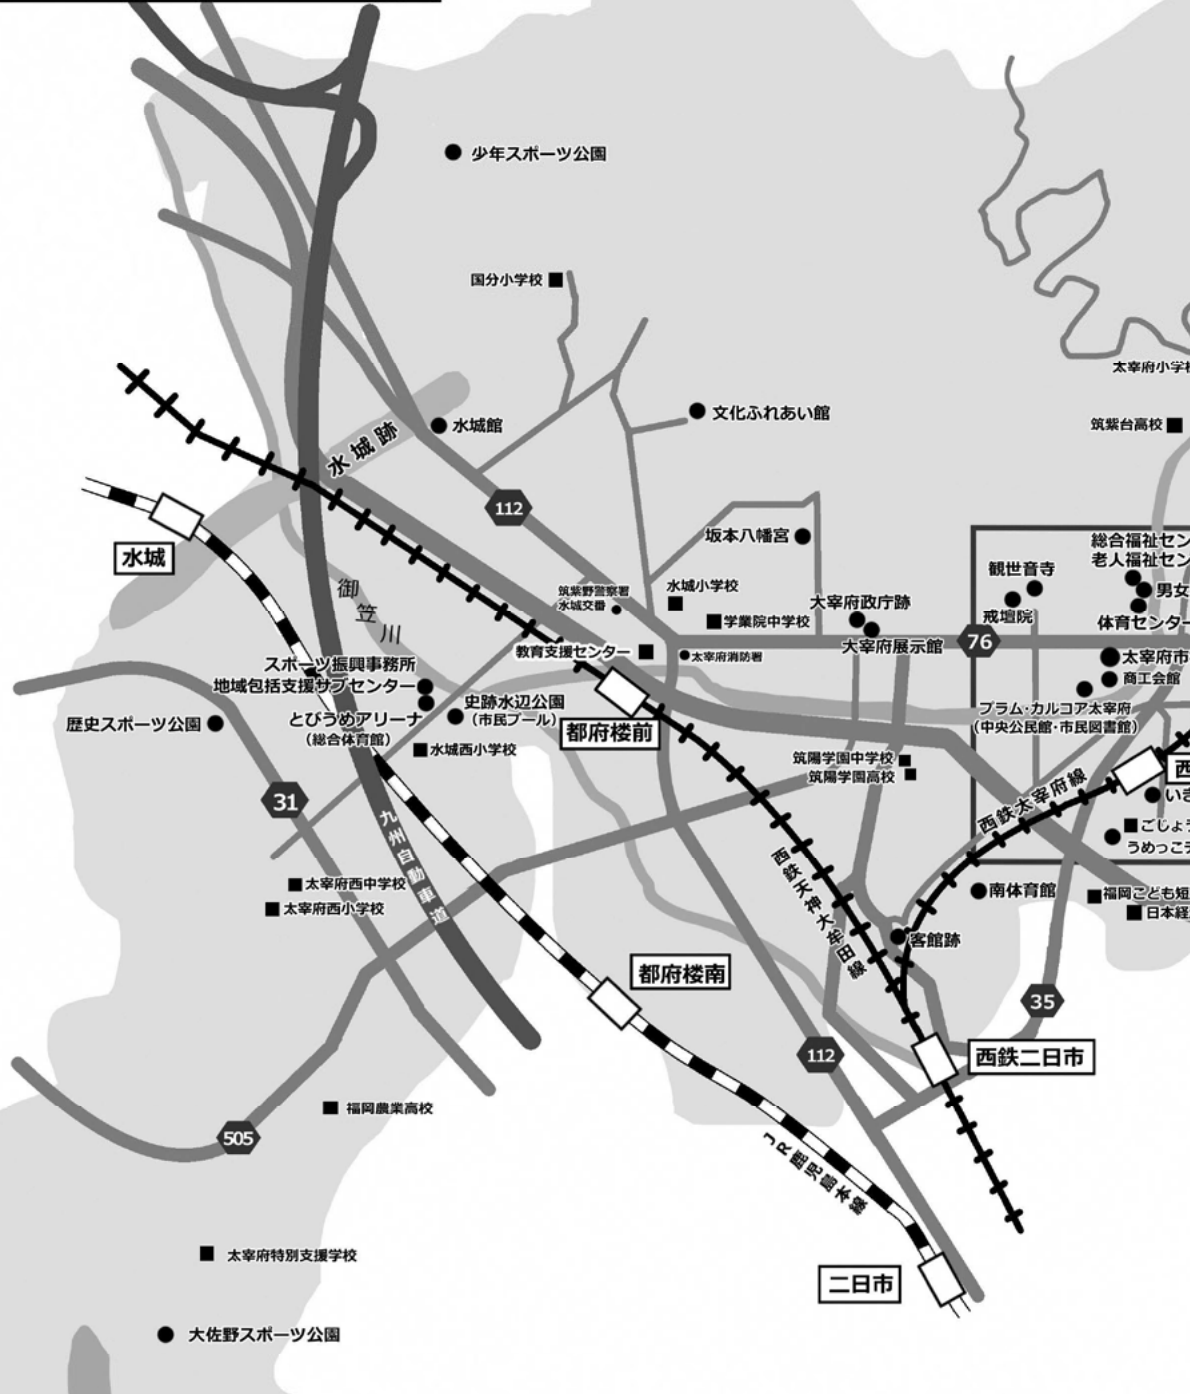 少年スポーツ公園
国分小学校
太宰府小学校
文化ふれあい館
水城館
筑紫台高校
水城跡
112
坂本八幡宮
水城
総合福祉セン
老人福祉セン
観世音寺
御笠川
筑紫野警察署
水城交番
水城小学校
男女
戒壇院
大宰府政庁跡
学業院中学校
体育センター
76
大宰府展示館
教育支援センター
太宰府消防署
太宰府市
スポーツ振興事務所
商工会館
地域包括支援サブセンター
史跡水辺公園
(市民プール)
プラム・カルコア太宰府
(中央公民館・市民図書館)
歴史スポーツ公園
とびうめアリーナ
(総合体育館)
都府楼前
水城西小学校
筑陽学園中学校
筑陽学園高校
西
西鉄太宰府線
いき
31
九州自動車道
ごじょう
うめっこ
西鉄天神大牟田線
太宰府西中学校
太宰府西小学校
南体育館
福岡こども短
日本経
客館跡
都府楼南
35
112
西鉄二日市
福岡農業高校
505
JR鹿児島本線
太宰府特別支援学校
二日市
大佐野スポーツ公園